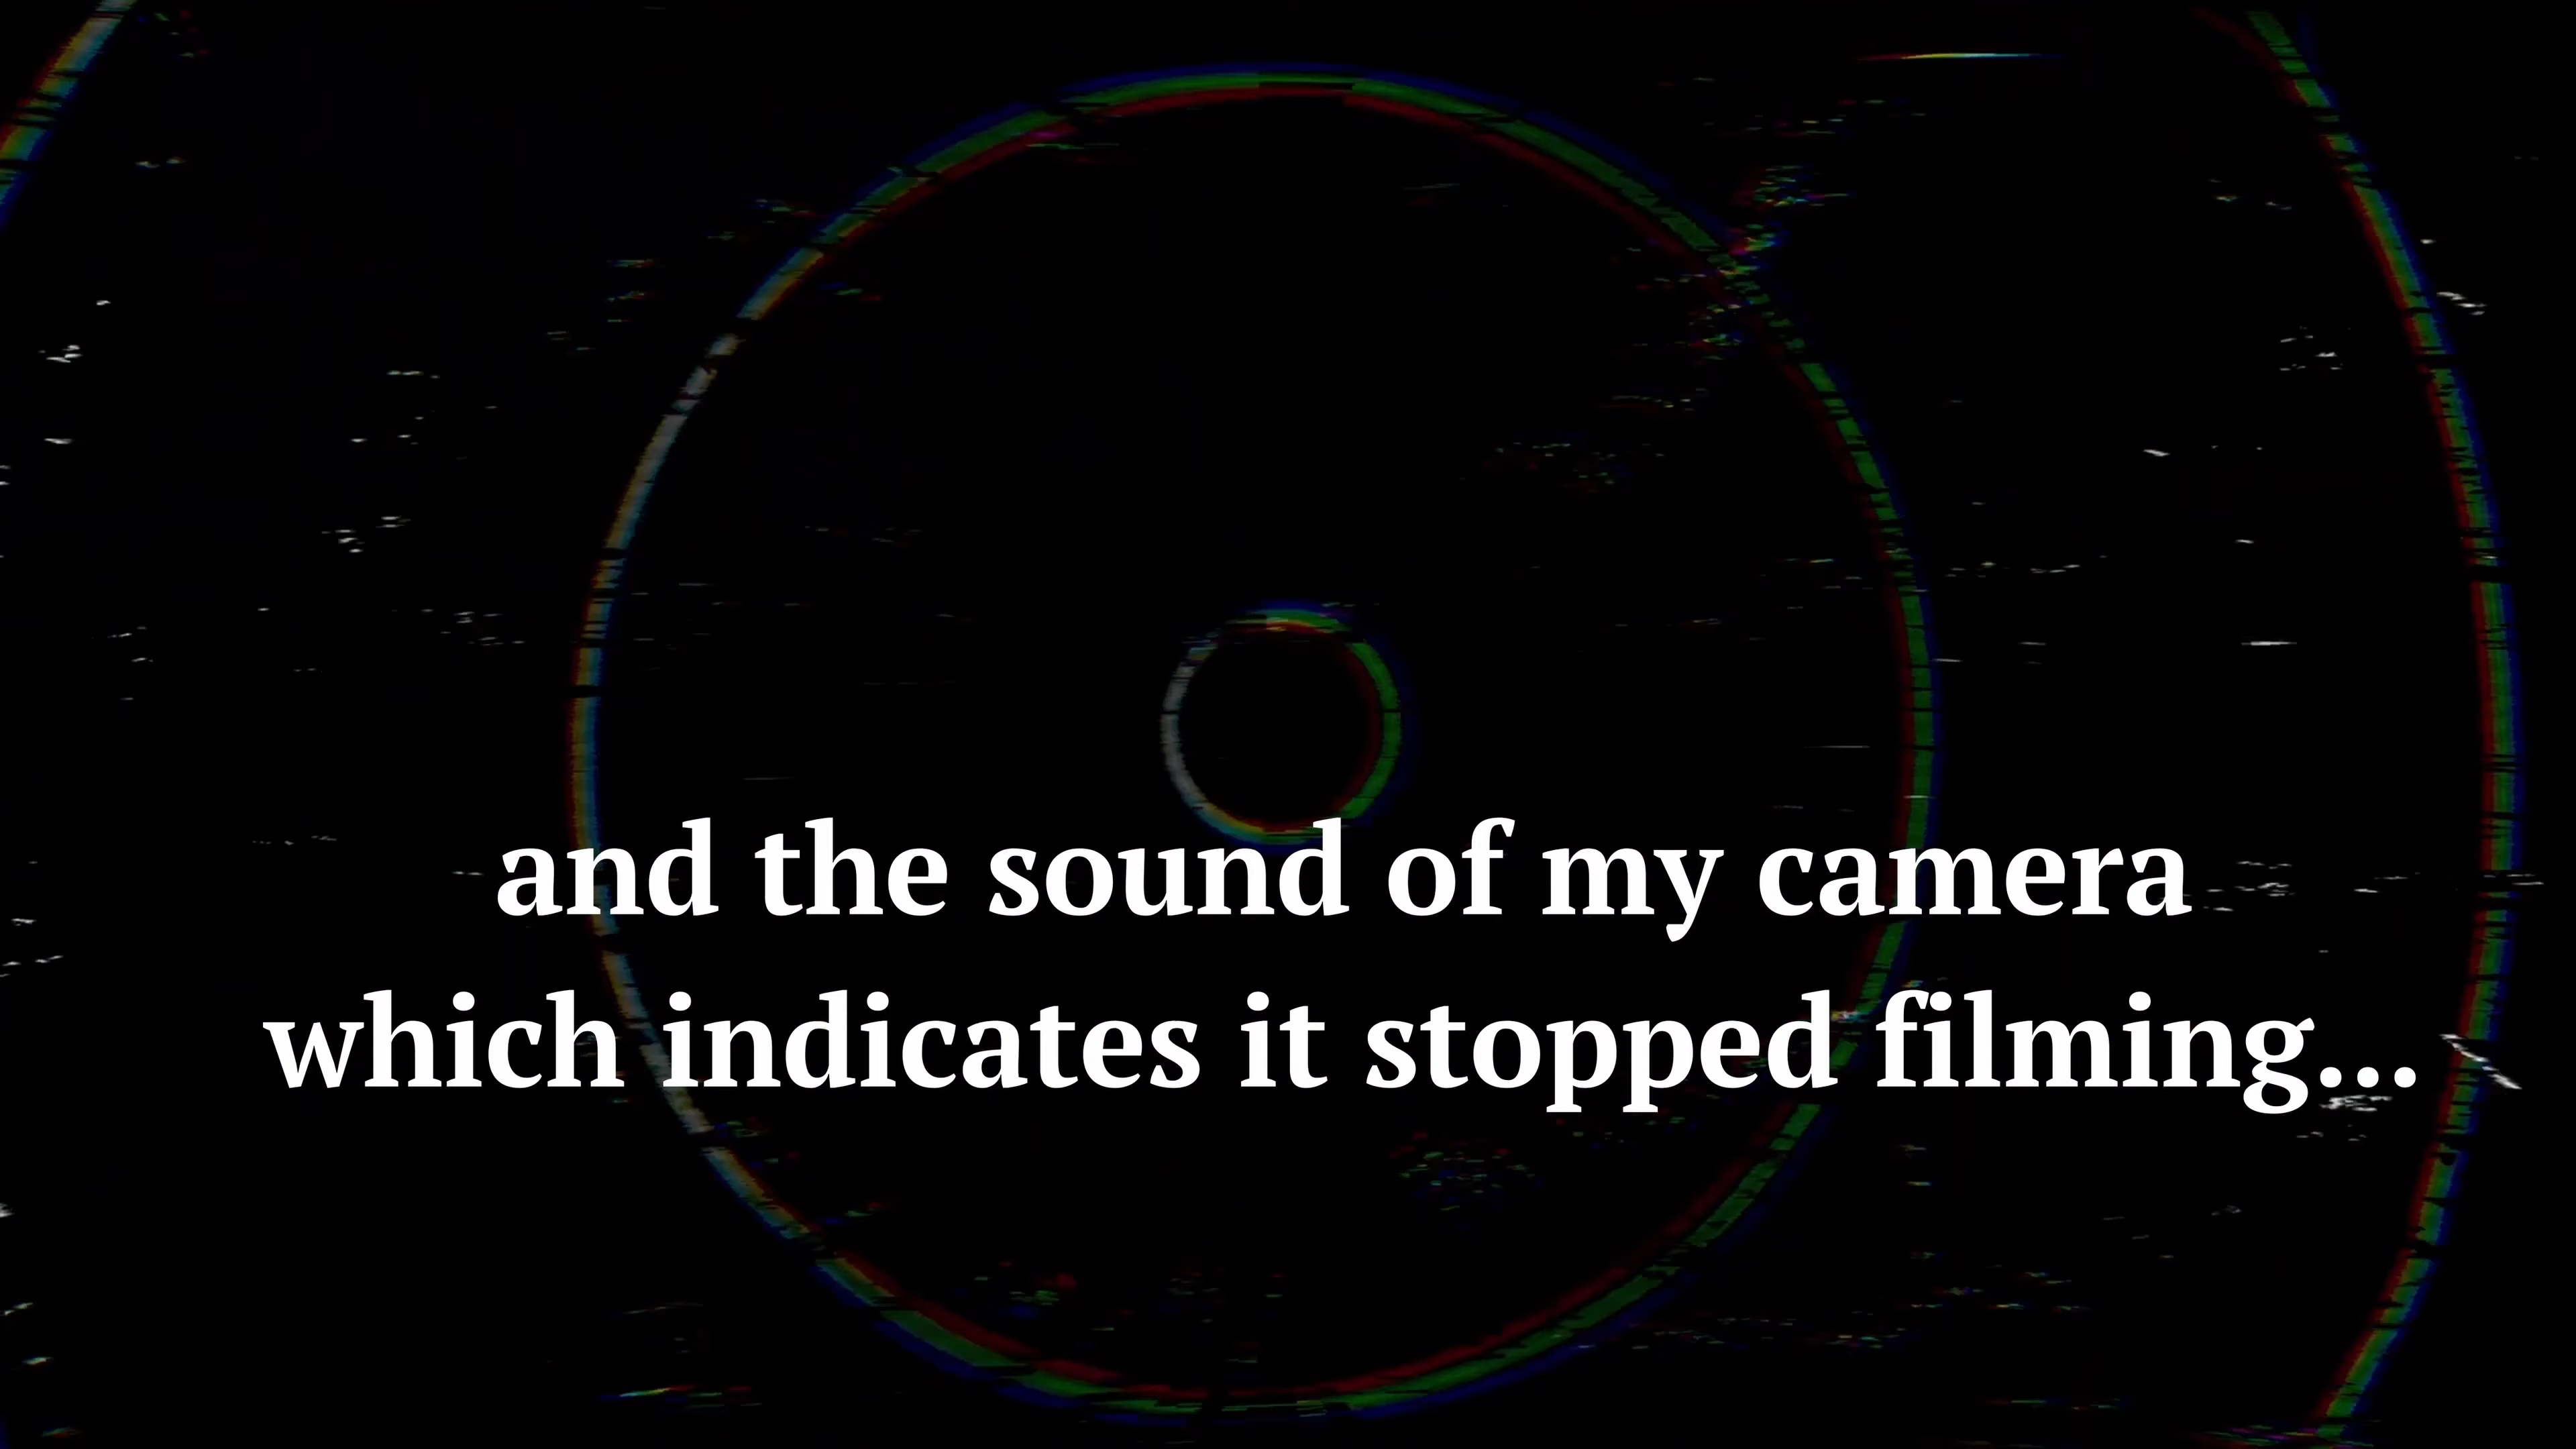 and the sound of my camera
which indicates it stopped filming...